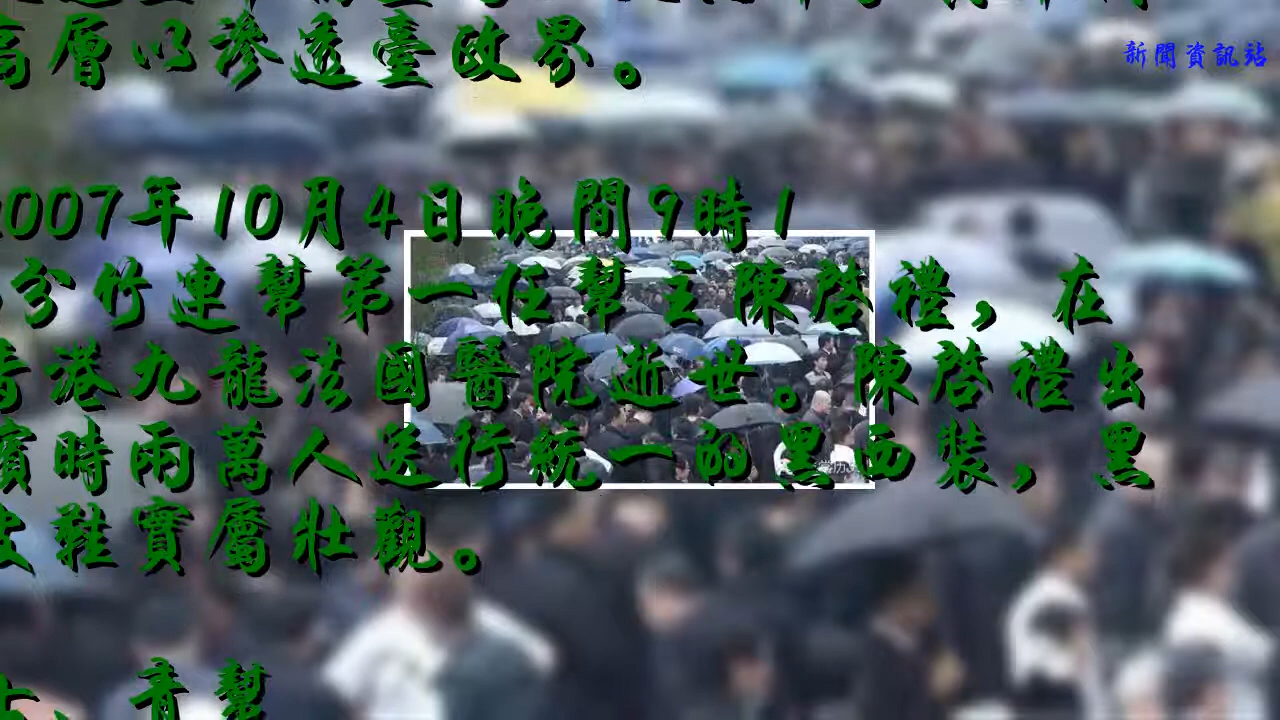 高層以滲透臺政界。
新聞資訊站
2007年10月4日晚間9時1
分竹連幫第一任幫主陳啓禮，在
香港九龍法國醫院逝世。陳啓禮出
殯時兩萬人送行統一的黑西裝，黑
皮鞋實屬壯觀。
青幫